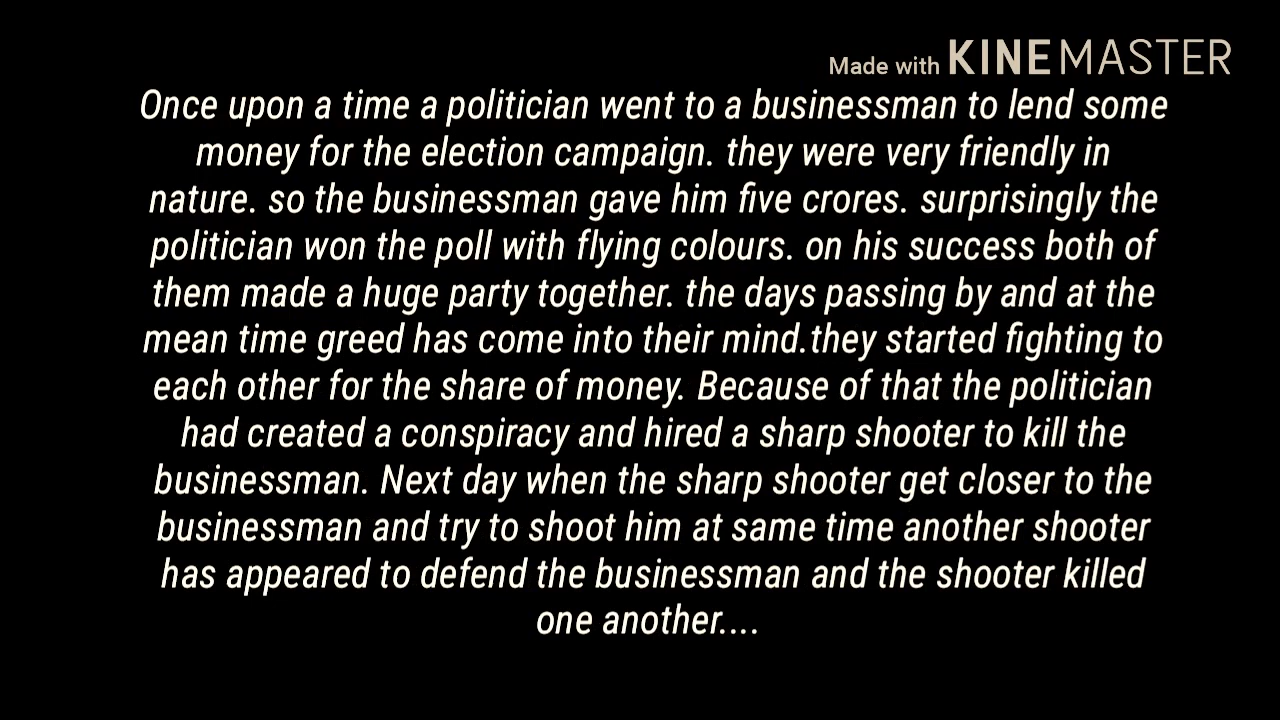 Made with KINEMASTER
Once upon a time a politician went to a businessman to lend some
money for the election campaign. they were very friendly in
nature. so the businessman gave him five crores. surprisingly the
politician won the poll with flying colours. on his success both of
them made a huge party together. the days passing by and at the
mean time greed has come into their mind.they started fighting to
each other for the share of money. Because of that the politician
had created a conspiracy and hired a sharp shooter to kill the
businessman. Next day when the sharp shooter get closer to the
businessman and try to shoot him at same time another shooter
has appeared to defend the businessman and the shooter killed
one another....